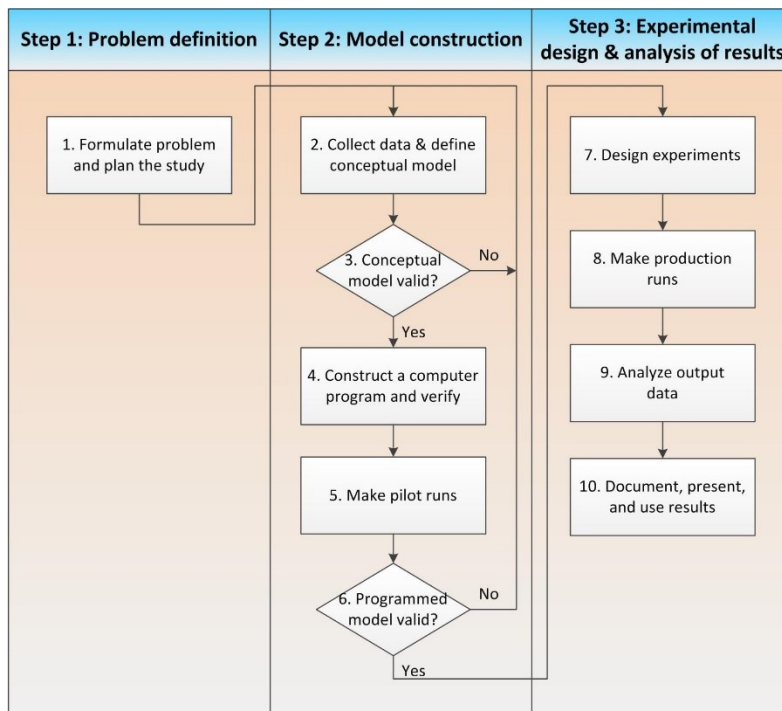 Step 1: Problem definition
Step 2: Model construction
Step 3: Experimental
design & analysis of results
1. Formulate problem
and plan the study
2. Collect data & define
conceptual model
3. Conceptual
model valid?
No
Yes
4. Construct a computer
program and verify
5. Make pilot runs
6. Programmed
model valid?
No
Yes
7. Design experiments
8. Make production
runs
9. Analyze output
data
10. Document, present,
and use results